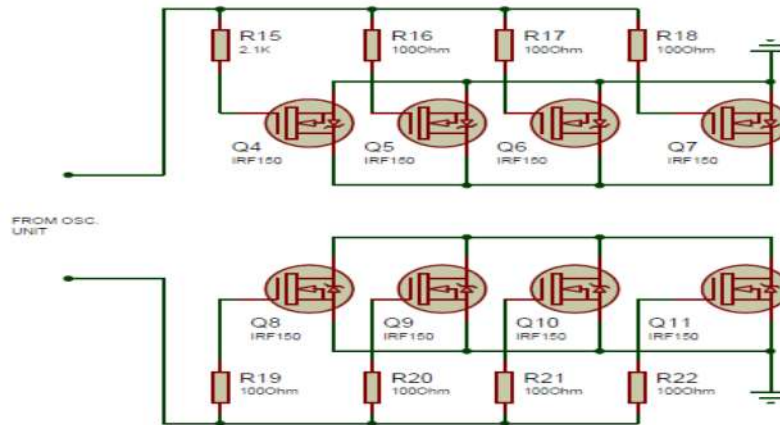 R15
2.1K
R16
100Ohm
R17
100Ohm
R18
100Ohm
Q4
IRF150
Q5
IRF150
Q6
IRF150
Q7
IRF150
FROM OSC.
UNIT
Q8
IRF150
Q9
IRF150
Q10
IRF150
Q11
IRF150
R19
100Ohm
R20
100Ohm
R21
100Ohm
R22
100Ohm